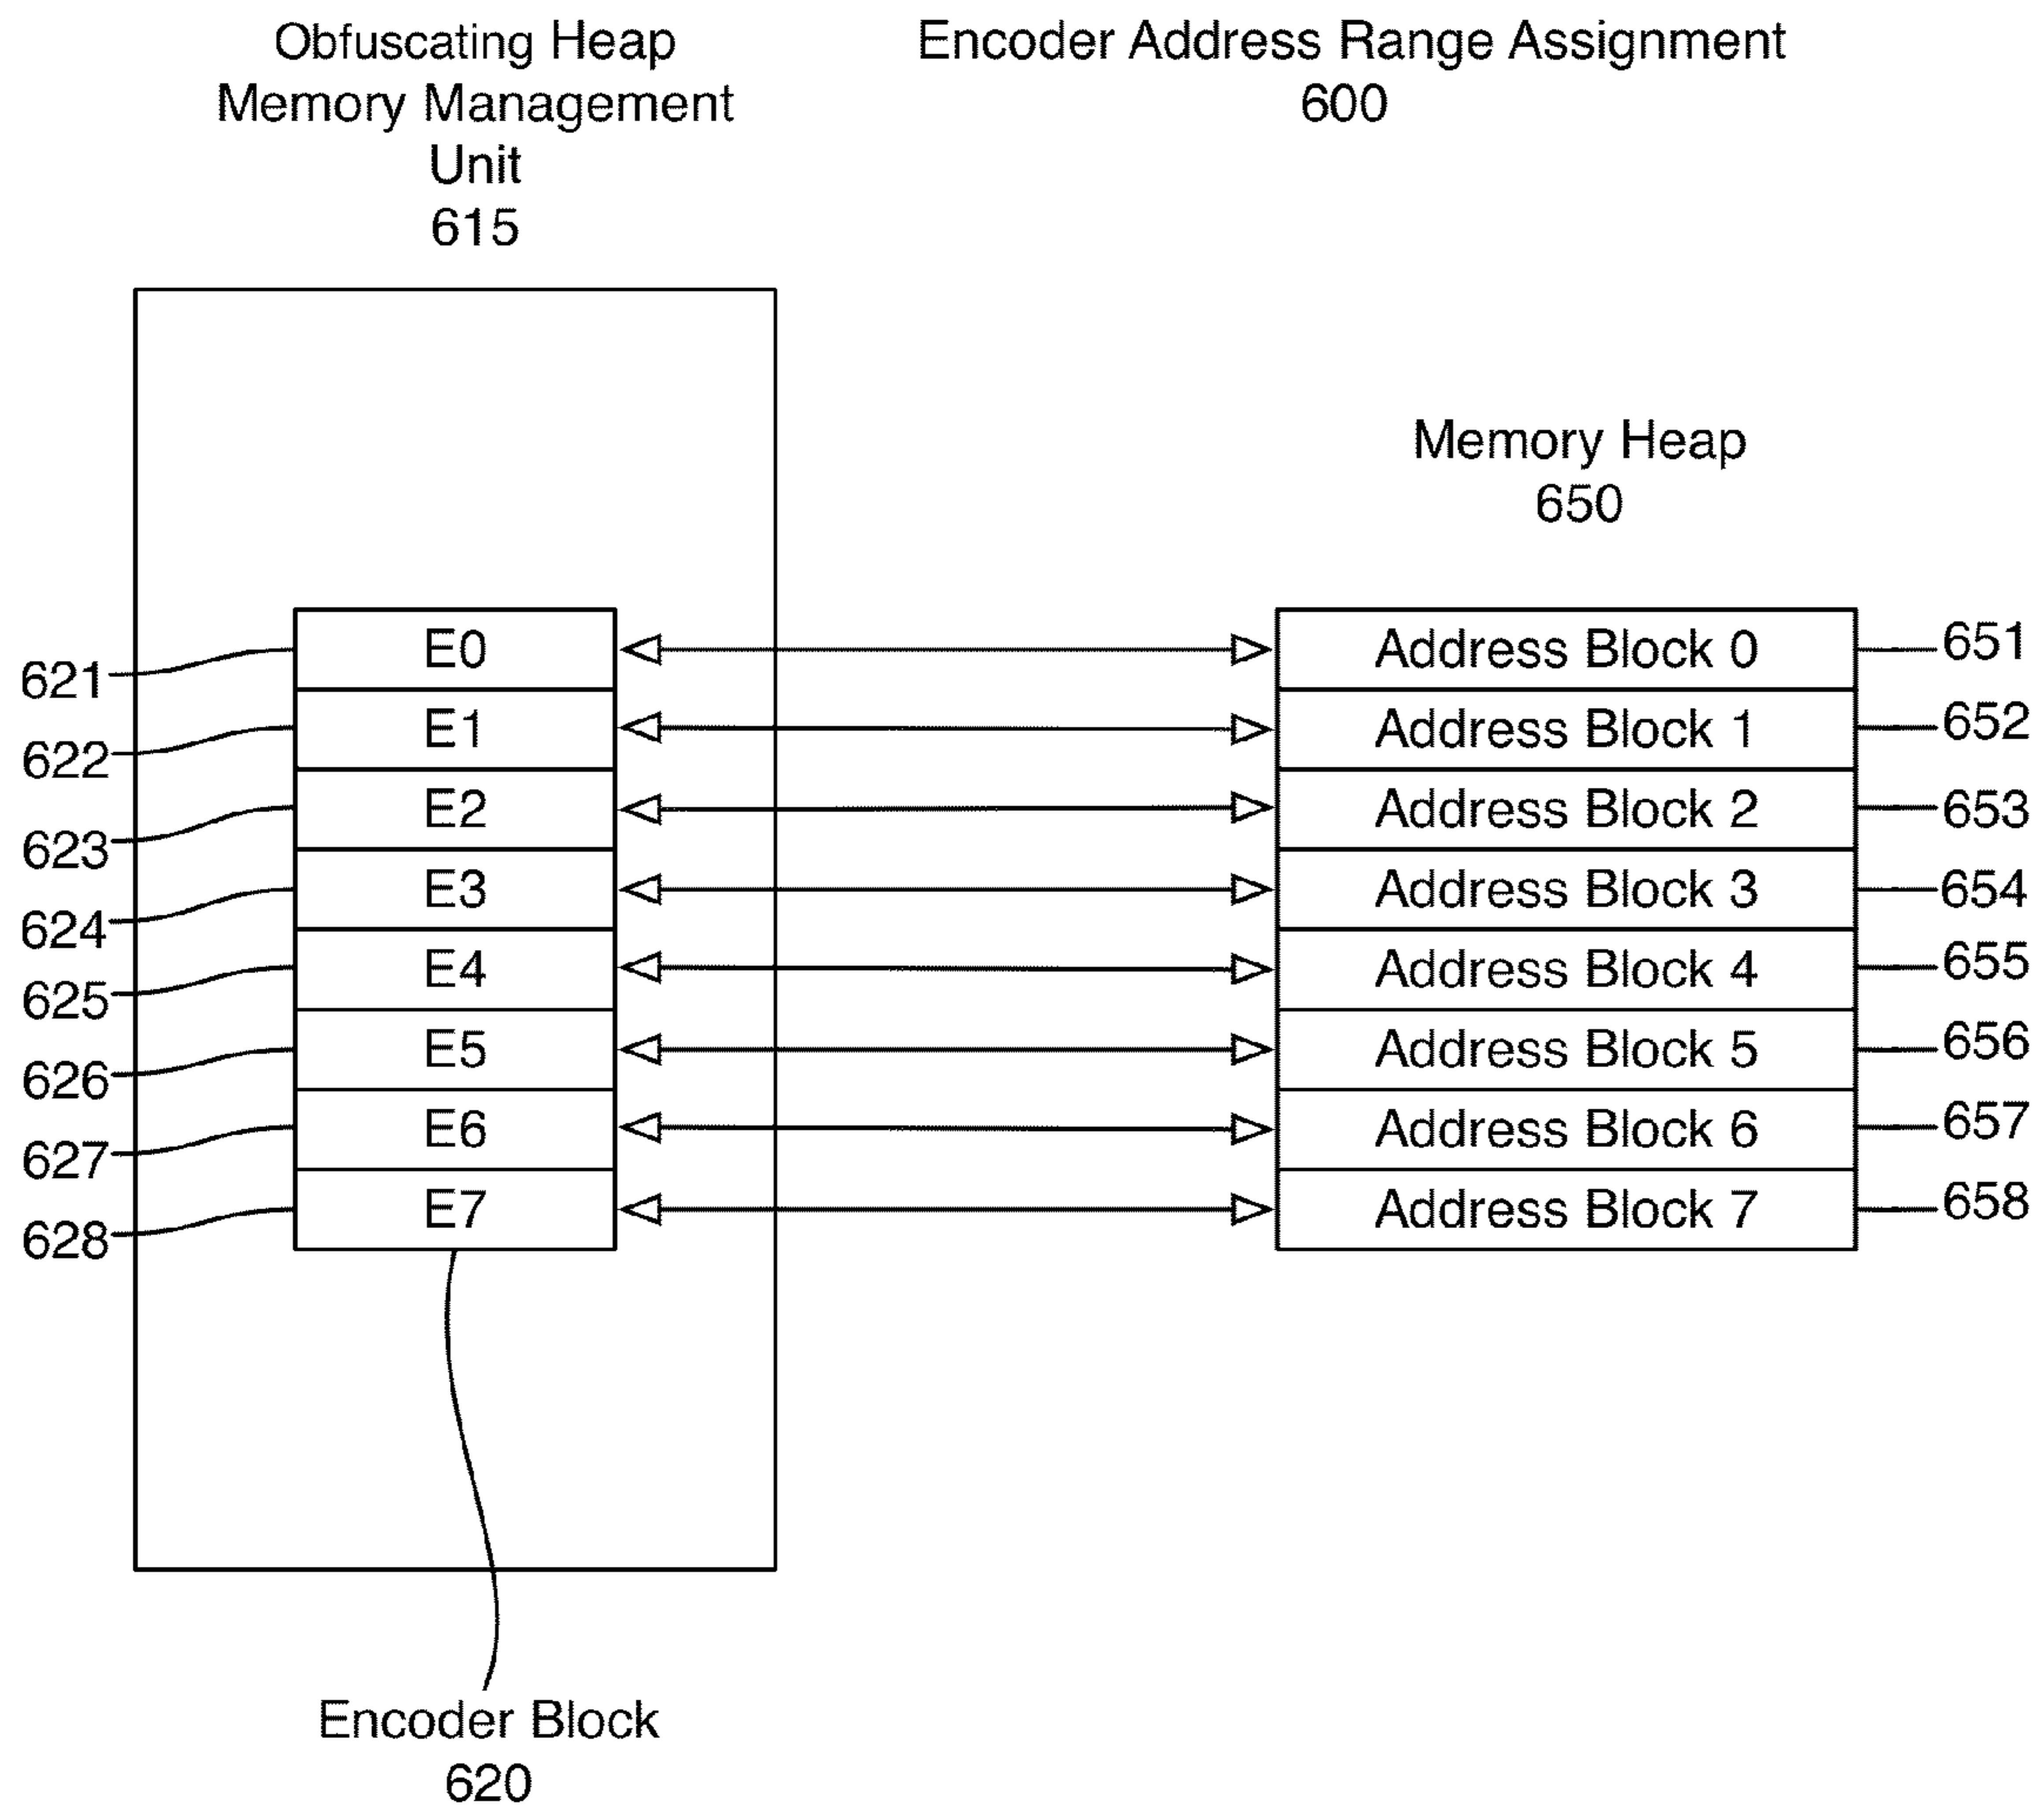 Obfuscating Heap
Memory Management
Unit
615
Encoder Address Range Assignment
600
Memory Heap
650
621
E0
Address Block 0
651
622
E1
Address Block 1
652
623
E2
Address Block 2
653
624
E3
Address Block 3
654
625
E4
Address Block 4
655
626
E5
Address Block 5
656
627
E6
Address Block 6
657
628
E7
Address Block 7
658
Encoder Block
620